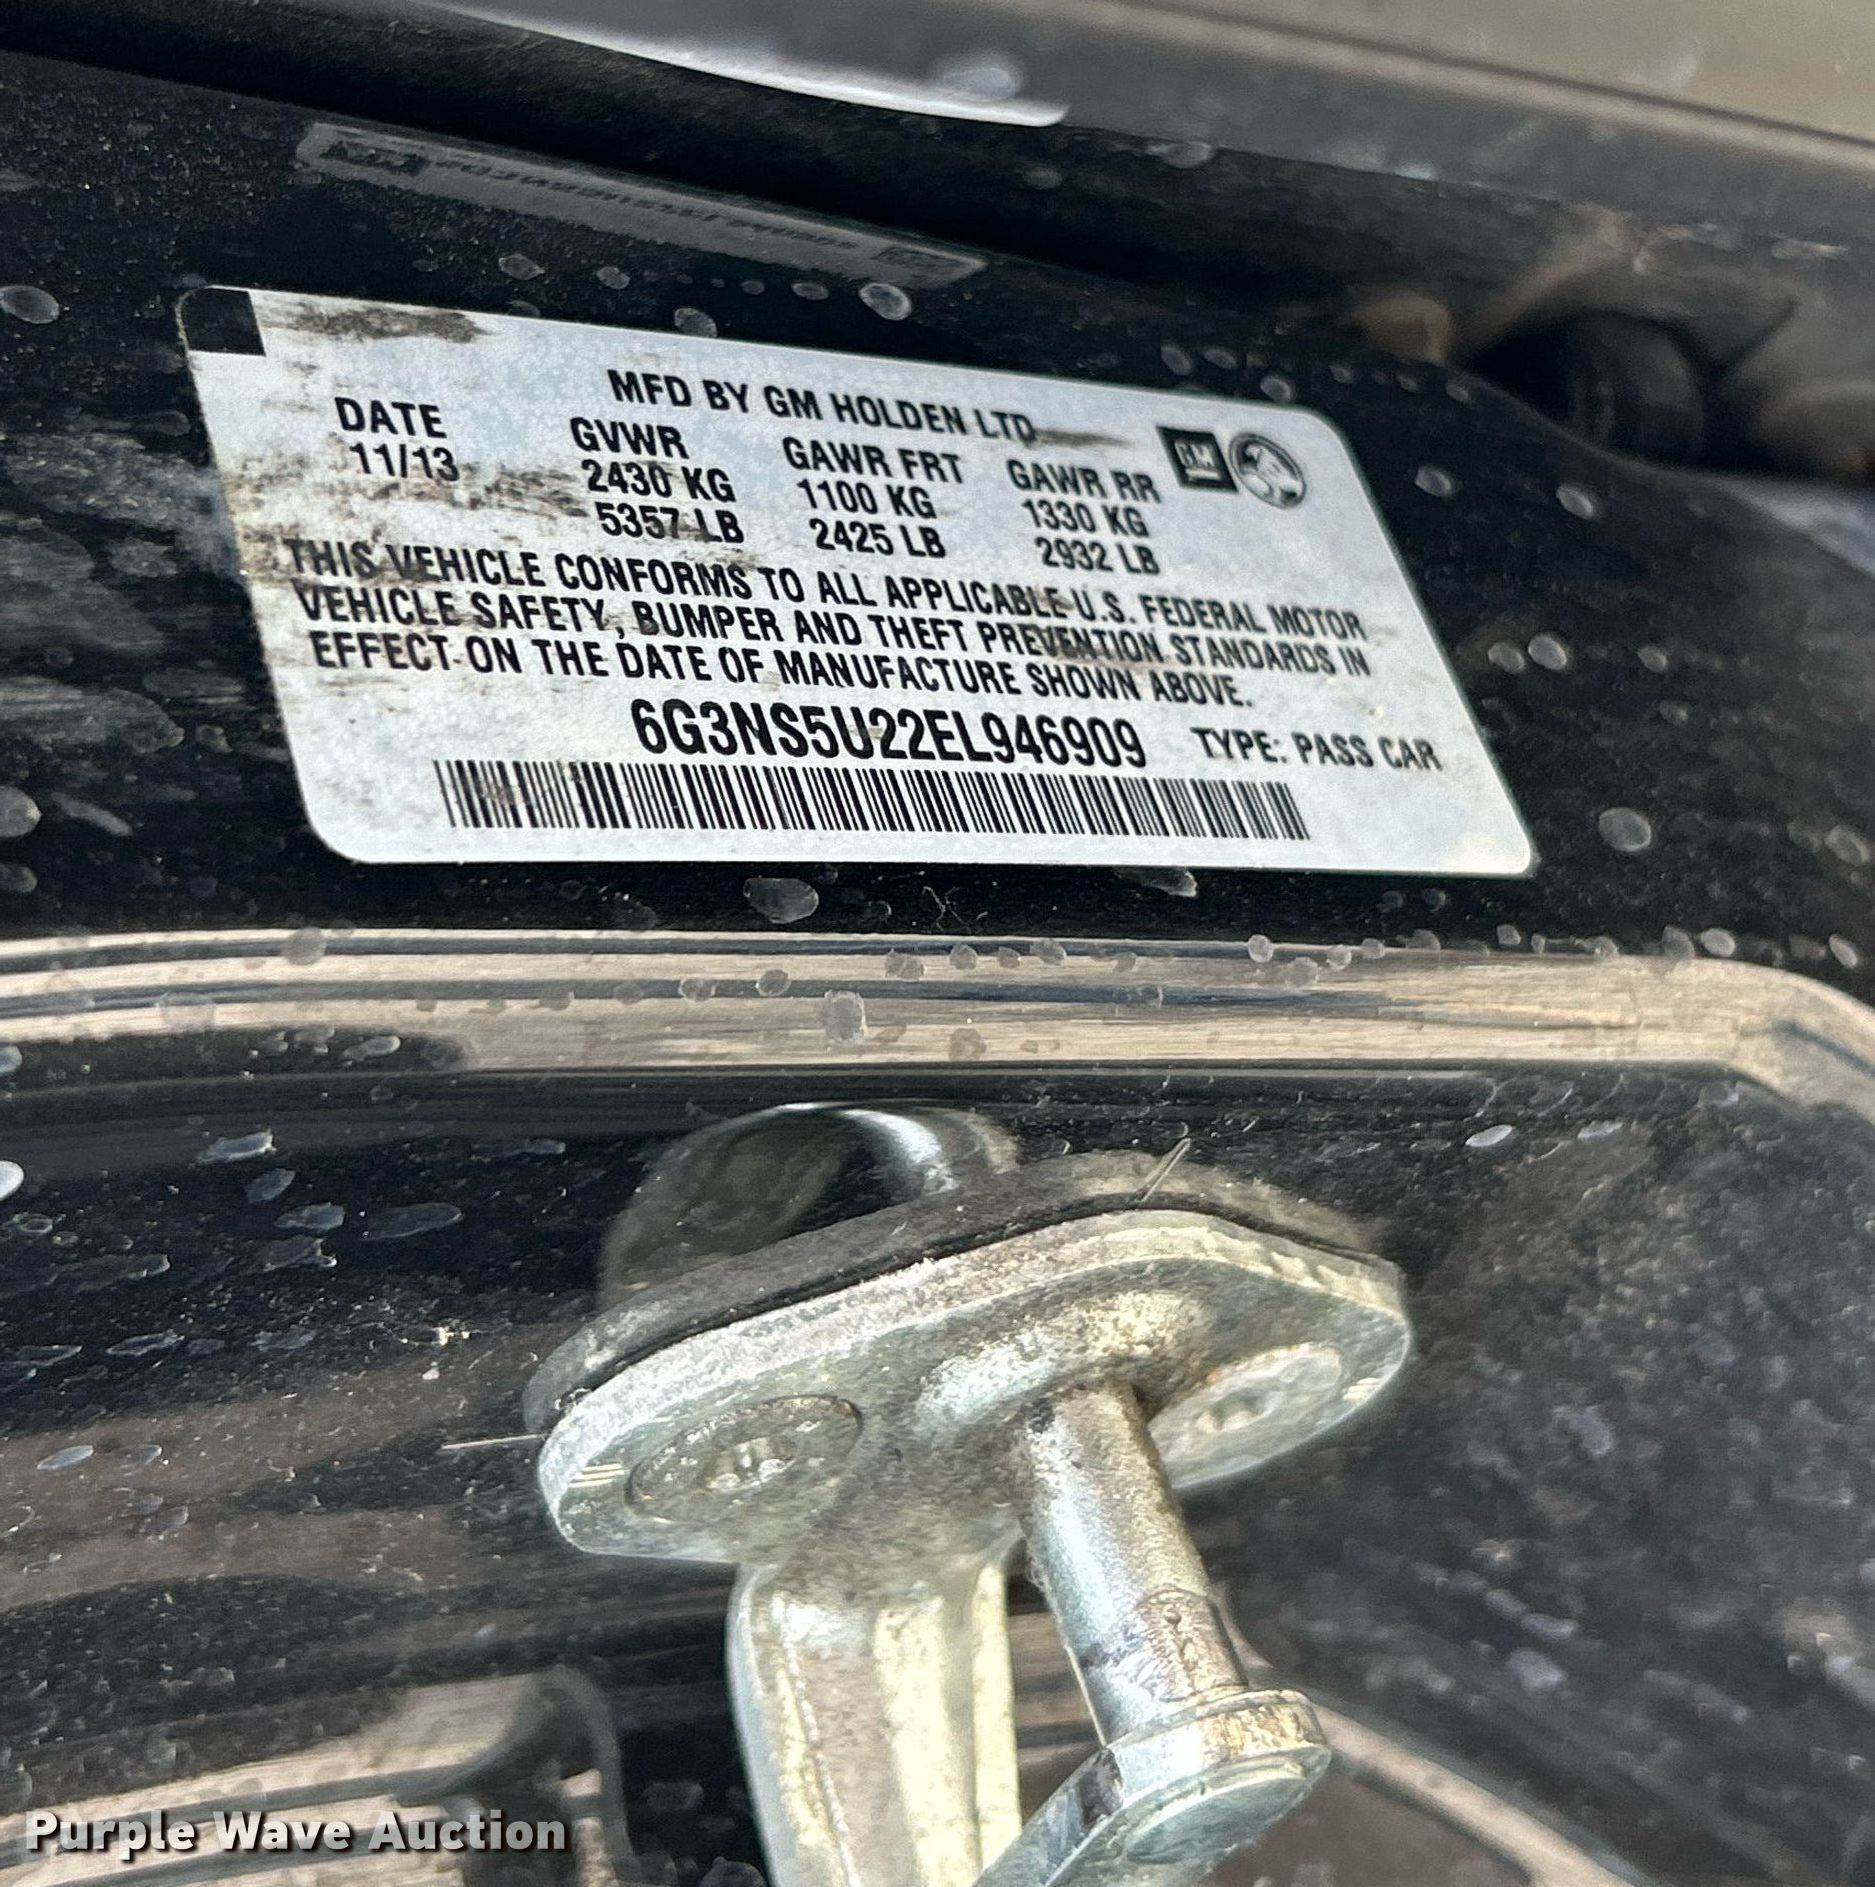 MFD BY GM HOLDEN LTD
DATE GVWR GAWR FRT GAWR RR GM
11/13 2430 KG 1100 KG 1330 KG
5357 LB 2425 LB 2932 LB
THIS VEHICLE CONFORMS TO ALL APPLICABLE U.S. FEDERAL MOTOR
VEHICLE SAFETY, BUMPER AND THEFT PREVENTION STANDARDS IN
EFFECT ON THE DATE OF MANUFACTURE SHOWN ABOVE.
6G3NS5U22EL946909 TYPE: PASS CAR
Purple Wave Auction